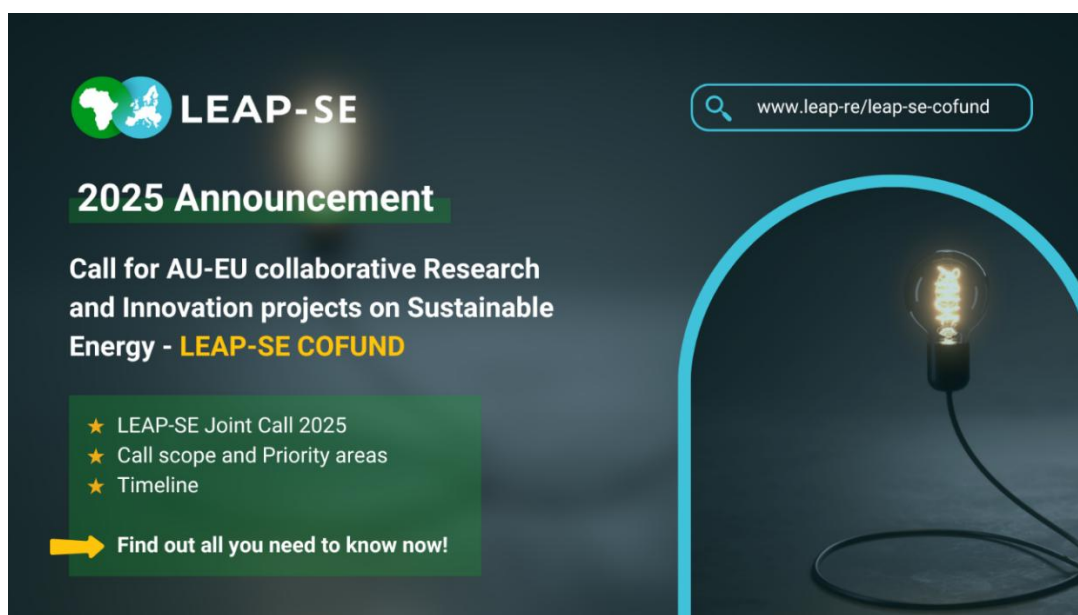 LEAP-SE
www.leap-re/leap-se-cofund
2025 Announcement
Call for AU-EU collaborative Research
and Innovation projects on Sustainable
Energy - LEAP-SE COFUND
LEAP-SE Joint Call 2025
Call scope and Priority areas
Timeline
Find out all you need to know now!